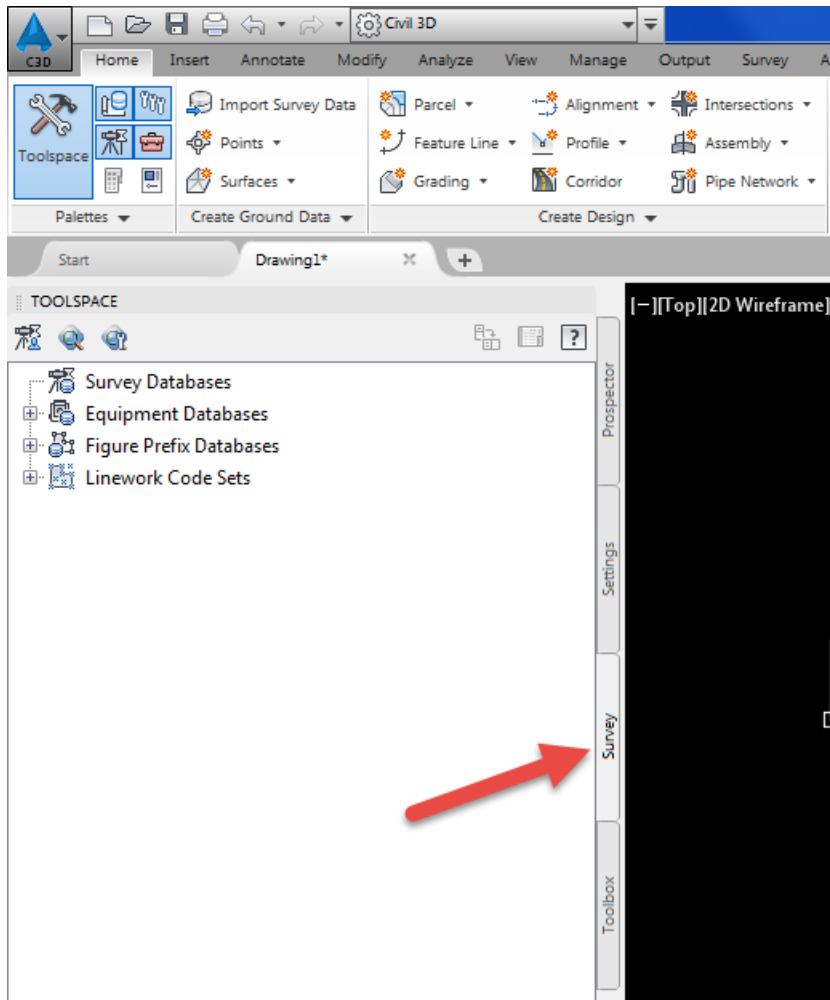 Civil 3D
C3D Home Insert Annotate Modify Analyze View Manage Output Survey A
Import Survey Data Parcel Alignment Intersections
Toolspace Points Feature Line Profile Assembly
Surfaces Grading Corridor Pipe Network
Palettes Create Ground Data Create Design
Start Drawing1*
TOOLSPACE
[−][Top][2D Wireframe]
?
Survey Databases
Equipment Databases
Figure Prefix Databases
Linework Code Sets
Prospector
Settings
Survey
Toolbox